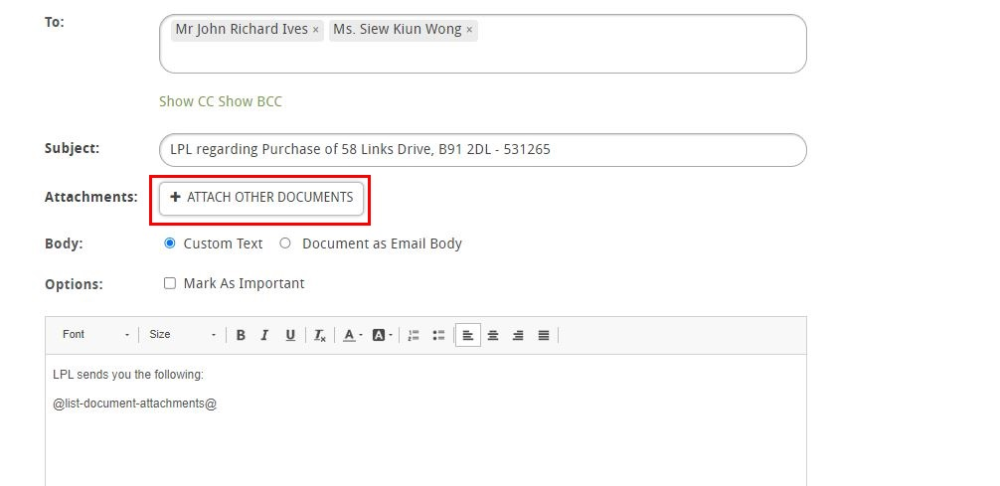 To:
Mr John Richard Ives × Ms. Siew Kiun Wong ×
Show CC Show BCC
Subject: LPL regarding Purchase of 58 Links Drive, B91 2DL - 531265
Attachments: + ATTACH OTHER DOCUMENTS
Body: Custom Text Document as Email Body
Options: Mark As Important
Font Size B I U Tx A A
LPL sends you the following:
@list-document-attachments@